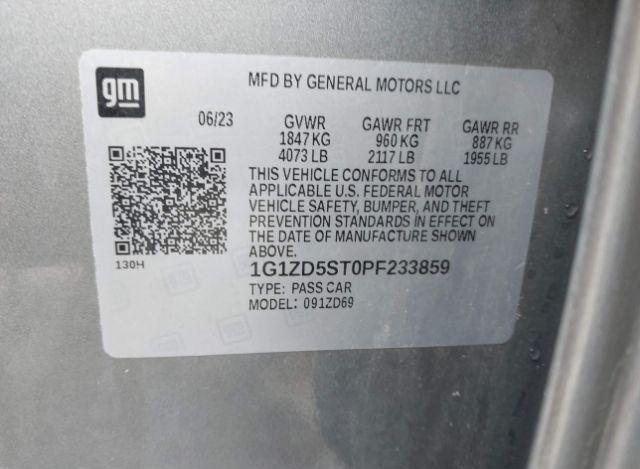 gm
MFD BY GENERAL MOTORS LLC
06/23 GVWR GAWR FRT GAWR RR
1847 KG 960 KG 887 KG
4073 LB 2117 LB 1955 LB
THIS VEHICLE CONFORMS TO ALL
APPLICABLE U.S. FEDERAL MOTOR
VEHICLE SAFETY, BUMPER, AND THEFT
PREVENTION STANDARDS IN EFFECT ON
THE DATE OF MANUFACTURE SHOWN
ABOVE.
130H
1G1ZD5ST0PF233859
TYPE: PASS CAR
MODEL: 091ZD69